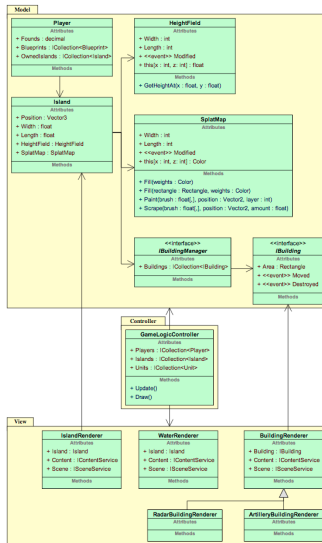 Model
Player
Attributes
+ Founds : decimal
+ Blueprints : ICollection<Blueprint>
+ OwnedIslands : ICollection<Island>
Methods
HeightField
Attributes
+ Width : int
+ Length : int
+ <<event>> Modified
+ this[x : int, z : int] : float
Methods
+ GetHeightAt(x : float, y : float)
Island
Attributes
+ Position : Vector3
+ Width : float
+ Length : float
+ HeightField : HeightField
+ SplatMap : SplatMap
Methods
SplatMap
Attributes
+ Width : int
+ Length : int
+ <<event>> Modified
+ this[x : int, z : int] : Color
Methods
+ Fill(weights : Color)
+ Fill(rectangle : Rectangle, weights : Color)
+ Paint(brush : float[,], position : Vector2, layer : int)
+ Scrape(brush : float[,], position : Vector2, amount : float)
<<interface>>
IBuildingManager
Attributes
+ Buildings : ICollection<IBuilding>
Methods
<<interface>>
IBuilding
Attributes
+ Area : Rectangle
+ <<event>> Moved
+ <<event>> Destroyed
Methods
Controller
GameLogicController
Attributes
+ Players : ICollection<Player>
+ Islands : ICollection<Island>
+ Units : ICollection<Unit>
Methods
+ Update()
+ Draw()
View
IslandRenderer
Attributes
+ Island : Island
+ Content : IContentService
+ Scene : ISceneService
Methods
WaterRenderer
Attributes
+ Island : Island
+ Content : IContentService
+ Scene : ISceneService
Methods
BuildingRenderer
Attributes
+ Building : IBuilding
+ Content : IContentService
+ Scene : ISceneService
Methods
RadarBuildingRenderer
Attributes
Methods
ArtilleryBuildingRenderer
Attributes
Methods